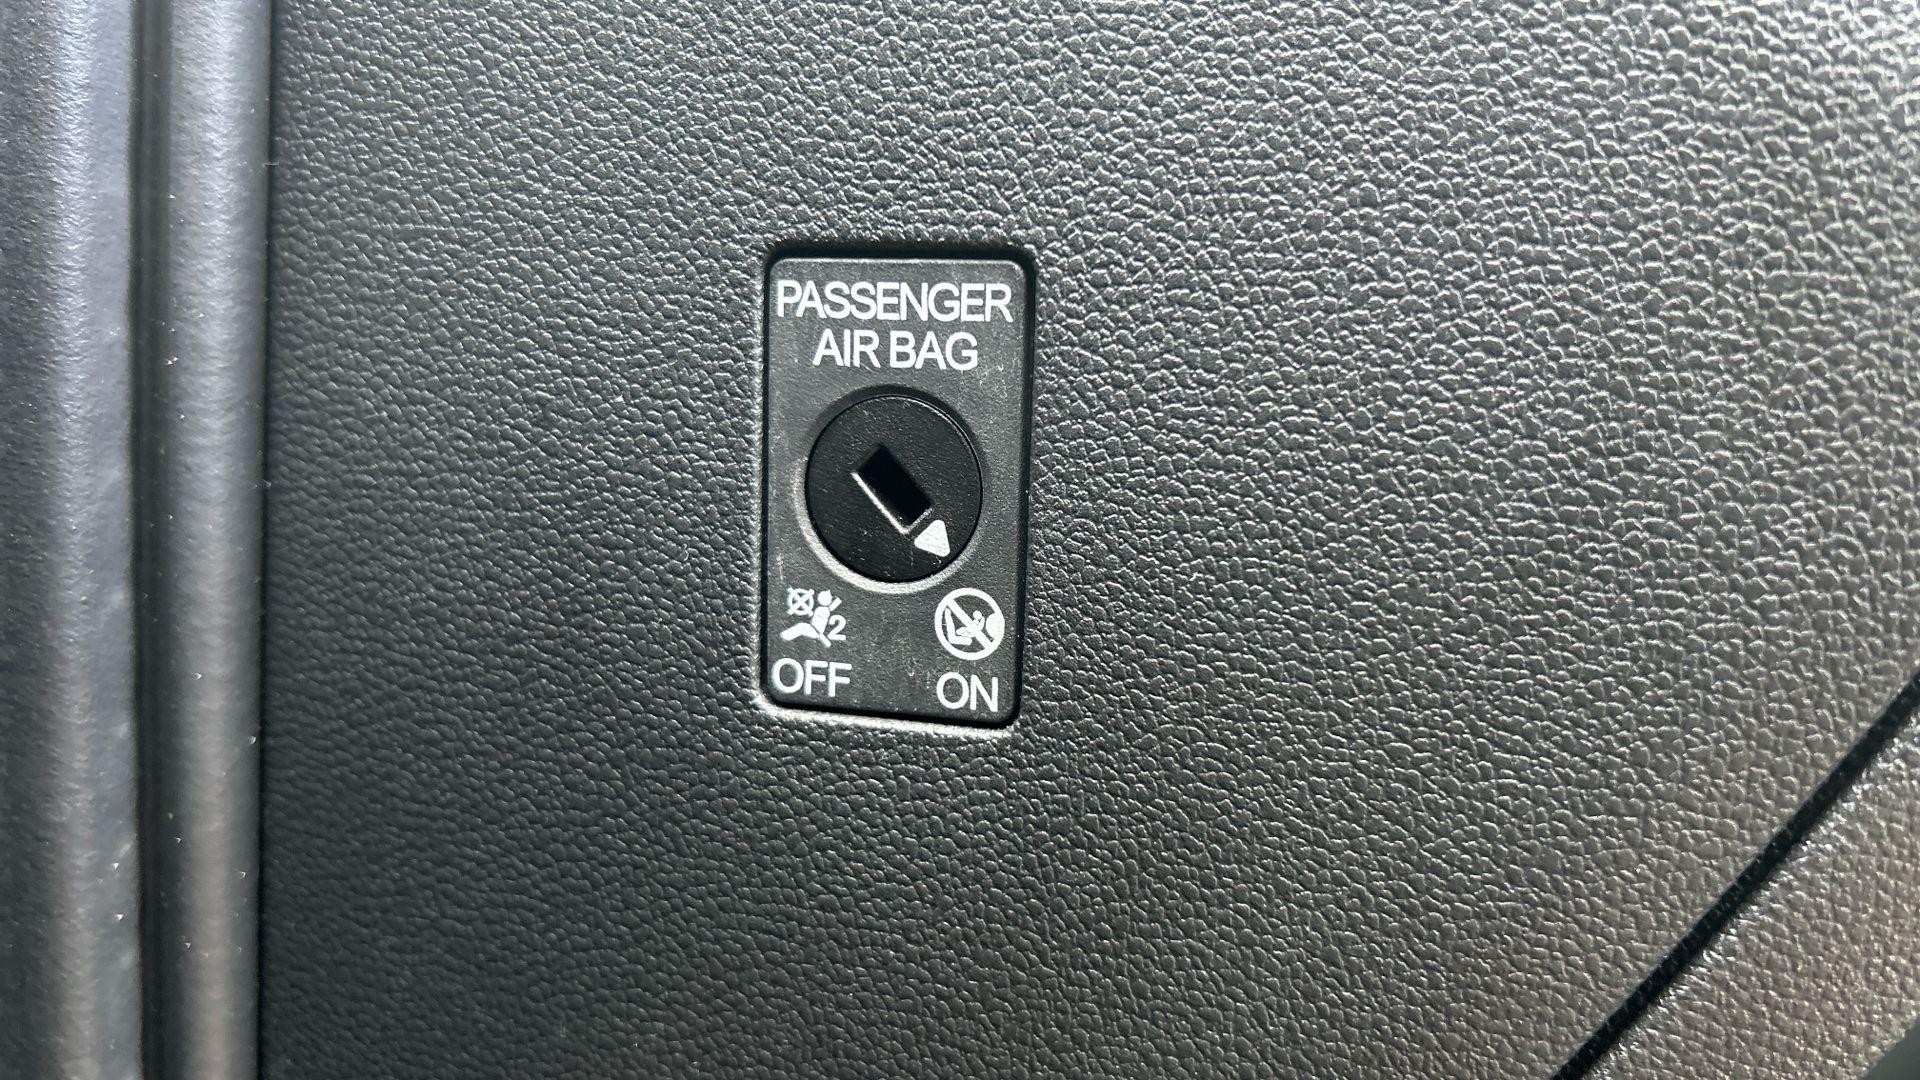 PASSENGER
AIR BAG
2
OFF ON